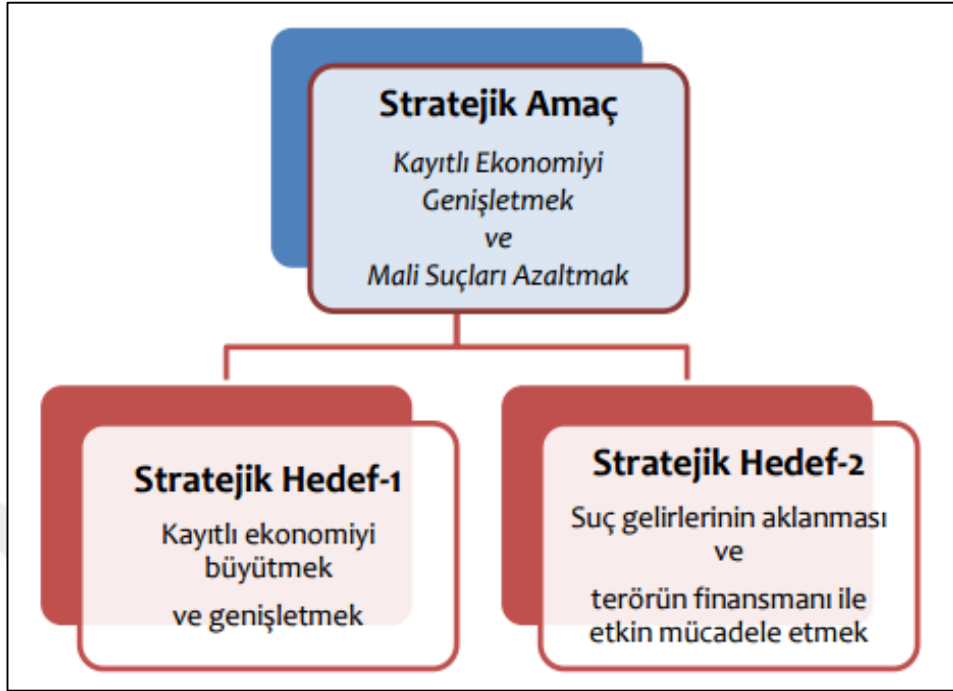 Stratejik Amaç
Kayıtlı Ekonomiyi
Genişletmek
ve
Mali Suçları Azaltmak
Stratejik Hedef-1
Kayıtlı ekonomiyi
büyütmek
ve genişletmek
Stratejik Hedef-2
Suç gelirlerinin aklanması
ve
terörün finansmanı ile
etkin mücadele etmek